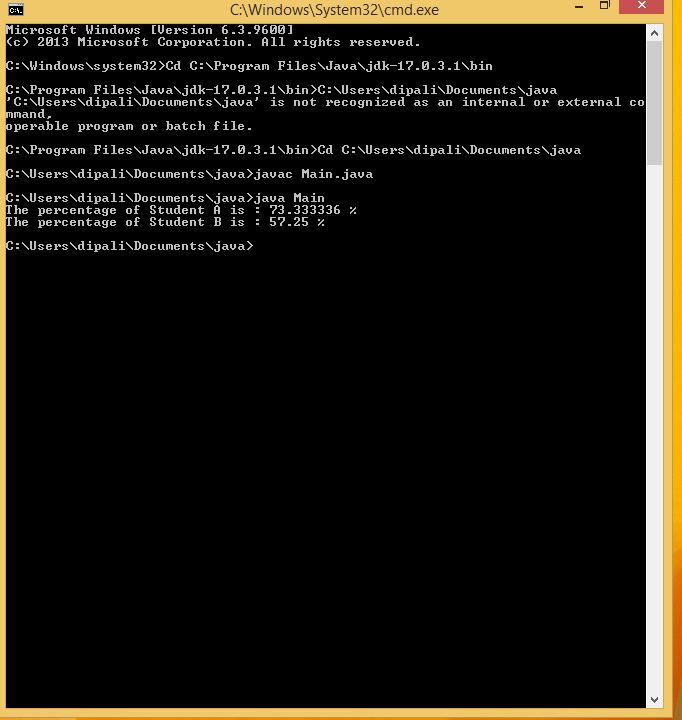 C:\Windows\System32\cmd.exe
Microsoft Windows [Version 6.3.9600]
(c) 2013 Microsoft Corporation. All rights reserved.
C:\Windows\system32>Cd C:\Program Files\Java\jdk-17.0.3.1\bin
C:\Program Files\Java\jdk-17.0.3.1\bin>C:\Users\dipali\Documents\java
'C:\Users\dipali\Documents\java' is not recognized as an internal or external co
mmand,
operable program or batch file.
C:\Program Files\Java\jdk-17.0.3.1\bin>Cd C:\Users\dipali\Documents\java
C:\Users\dipali\Documents\java>javac Main.java
C:\Users\dipali\Documents\java>java Main
The percentage of Student A is : 73.333336 %
The percentage of Student B is : 57.25 %
C:\Users\dipali\Documents\java>